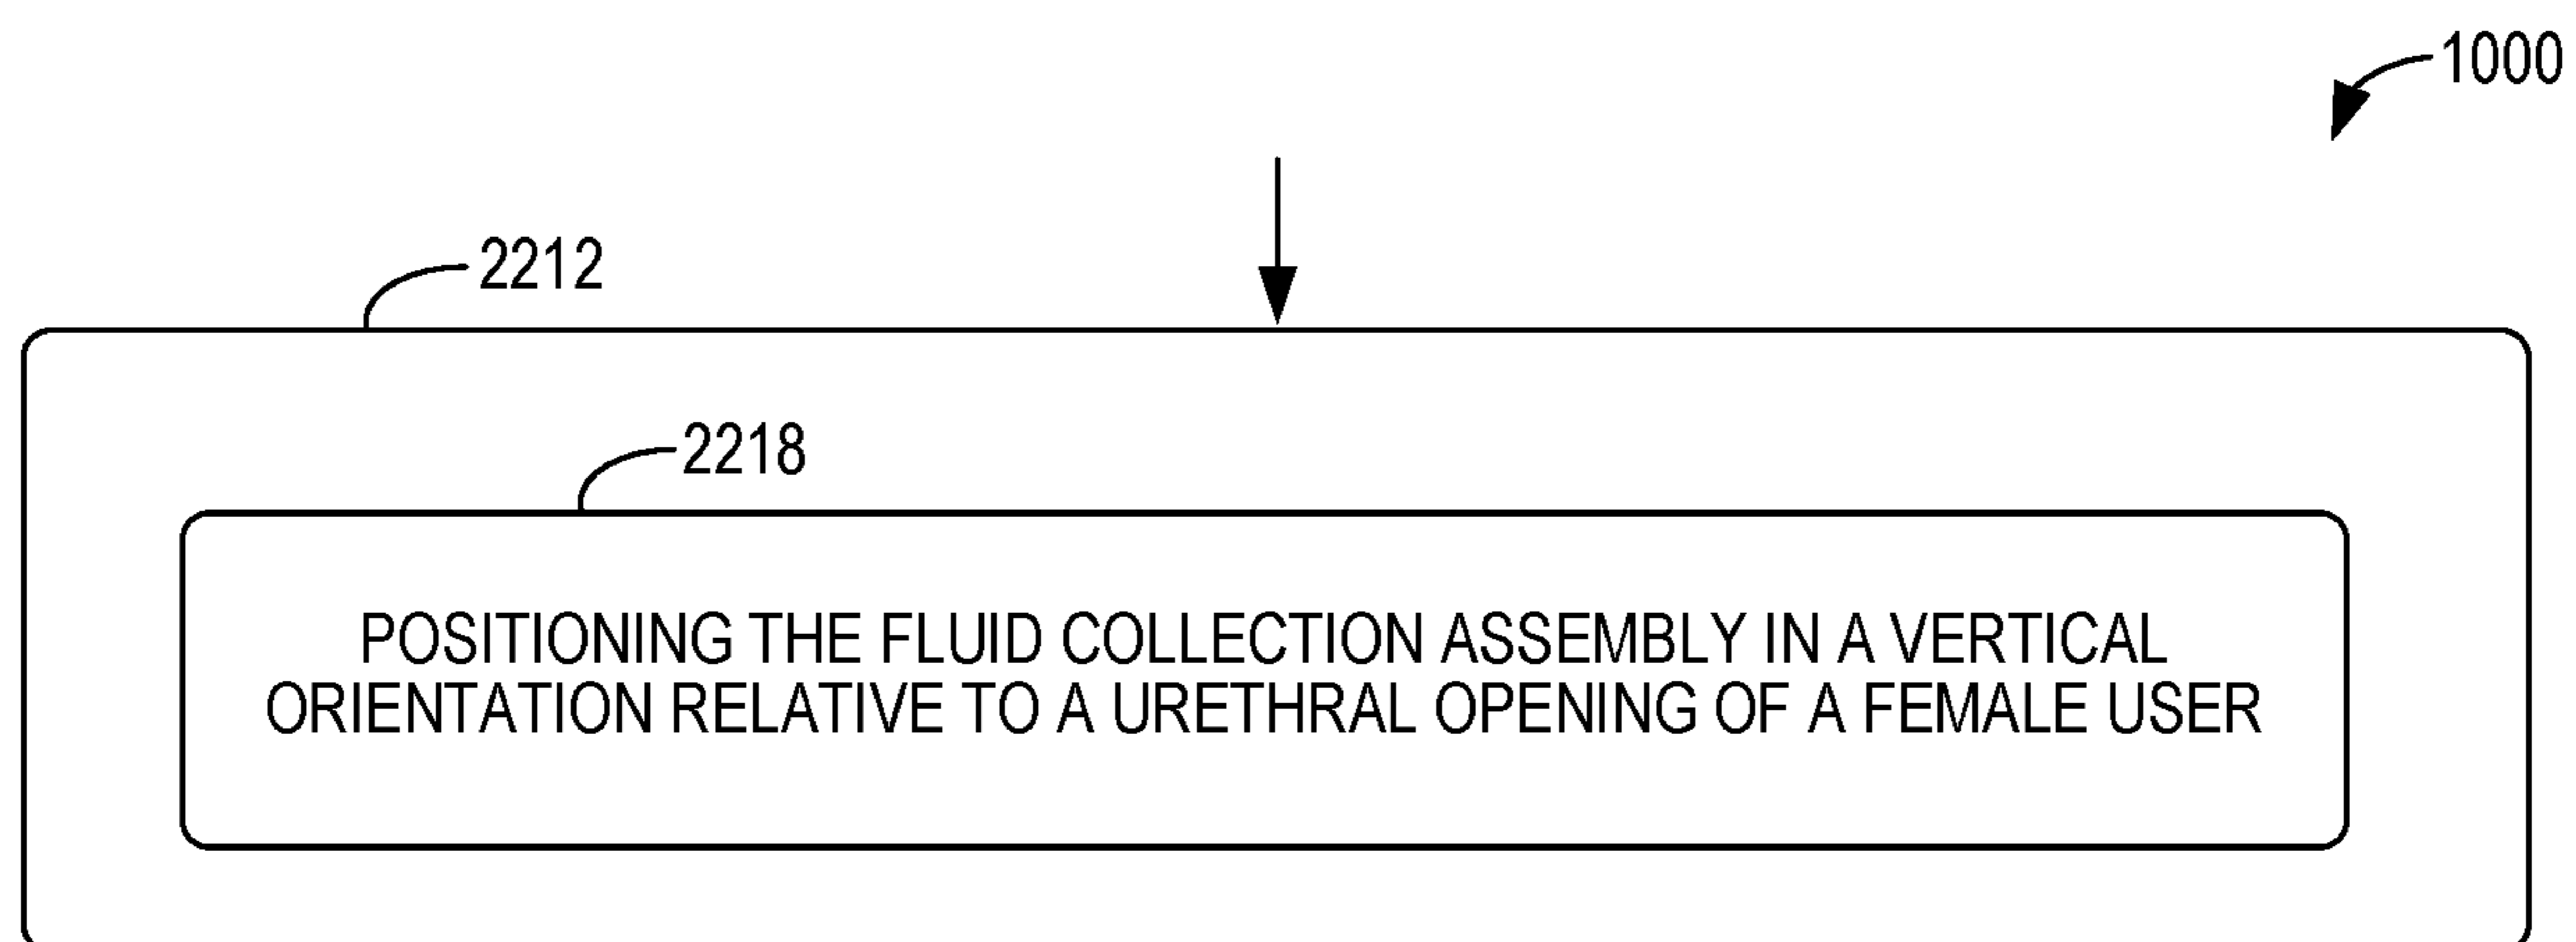 1000
2212
2218
POSITIONING THE FLUID COLLECTION ASSEMBLY IN A VERTICAL
ORIENTATION RELATIVE TO A URETHRAL OPENING OF A FEMALE USER